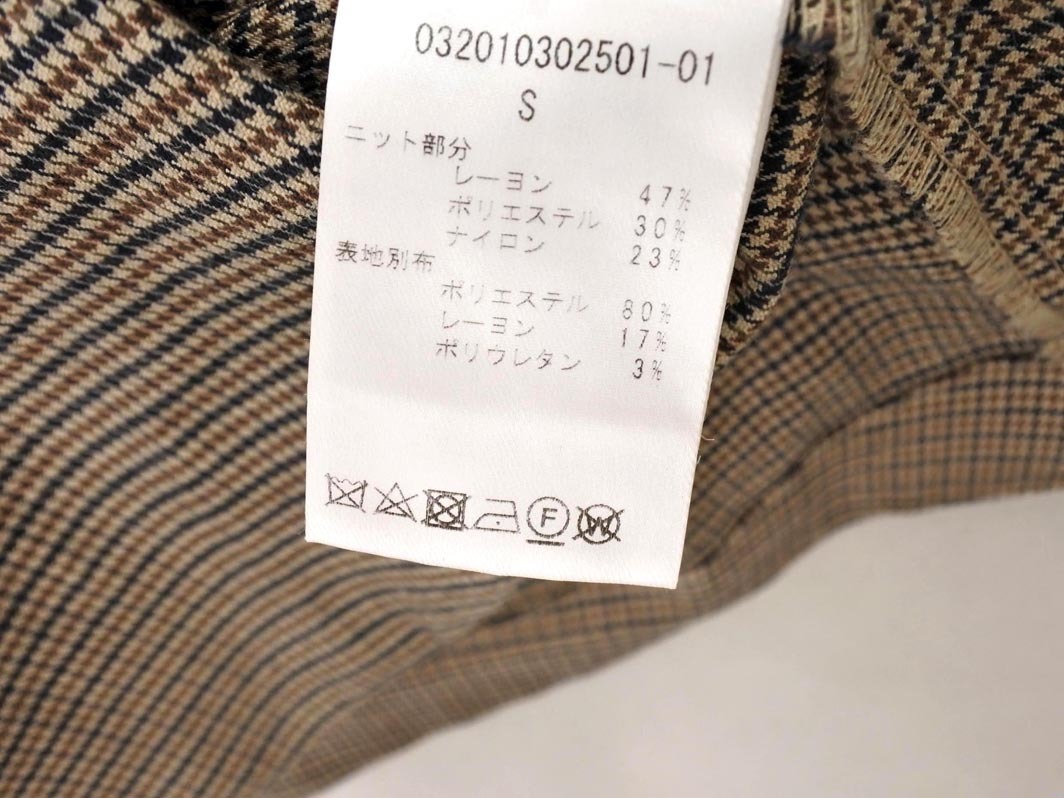 032010302501-01
S
ニット部分
レーヨン 47%
ポリエステル 30%
ナイロン 23%
表地別布
ポリエステル 80%
レーヨン 17%
ポリウレタン 3%
F W